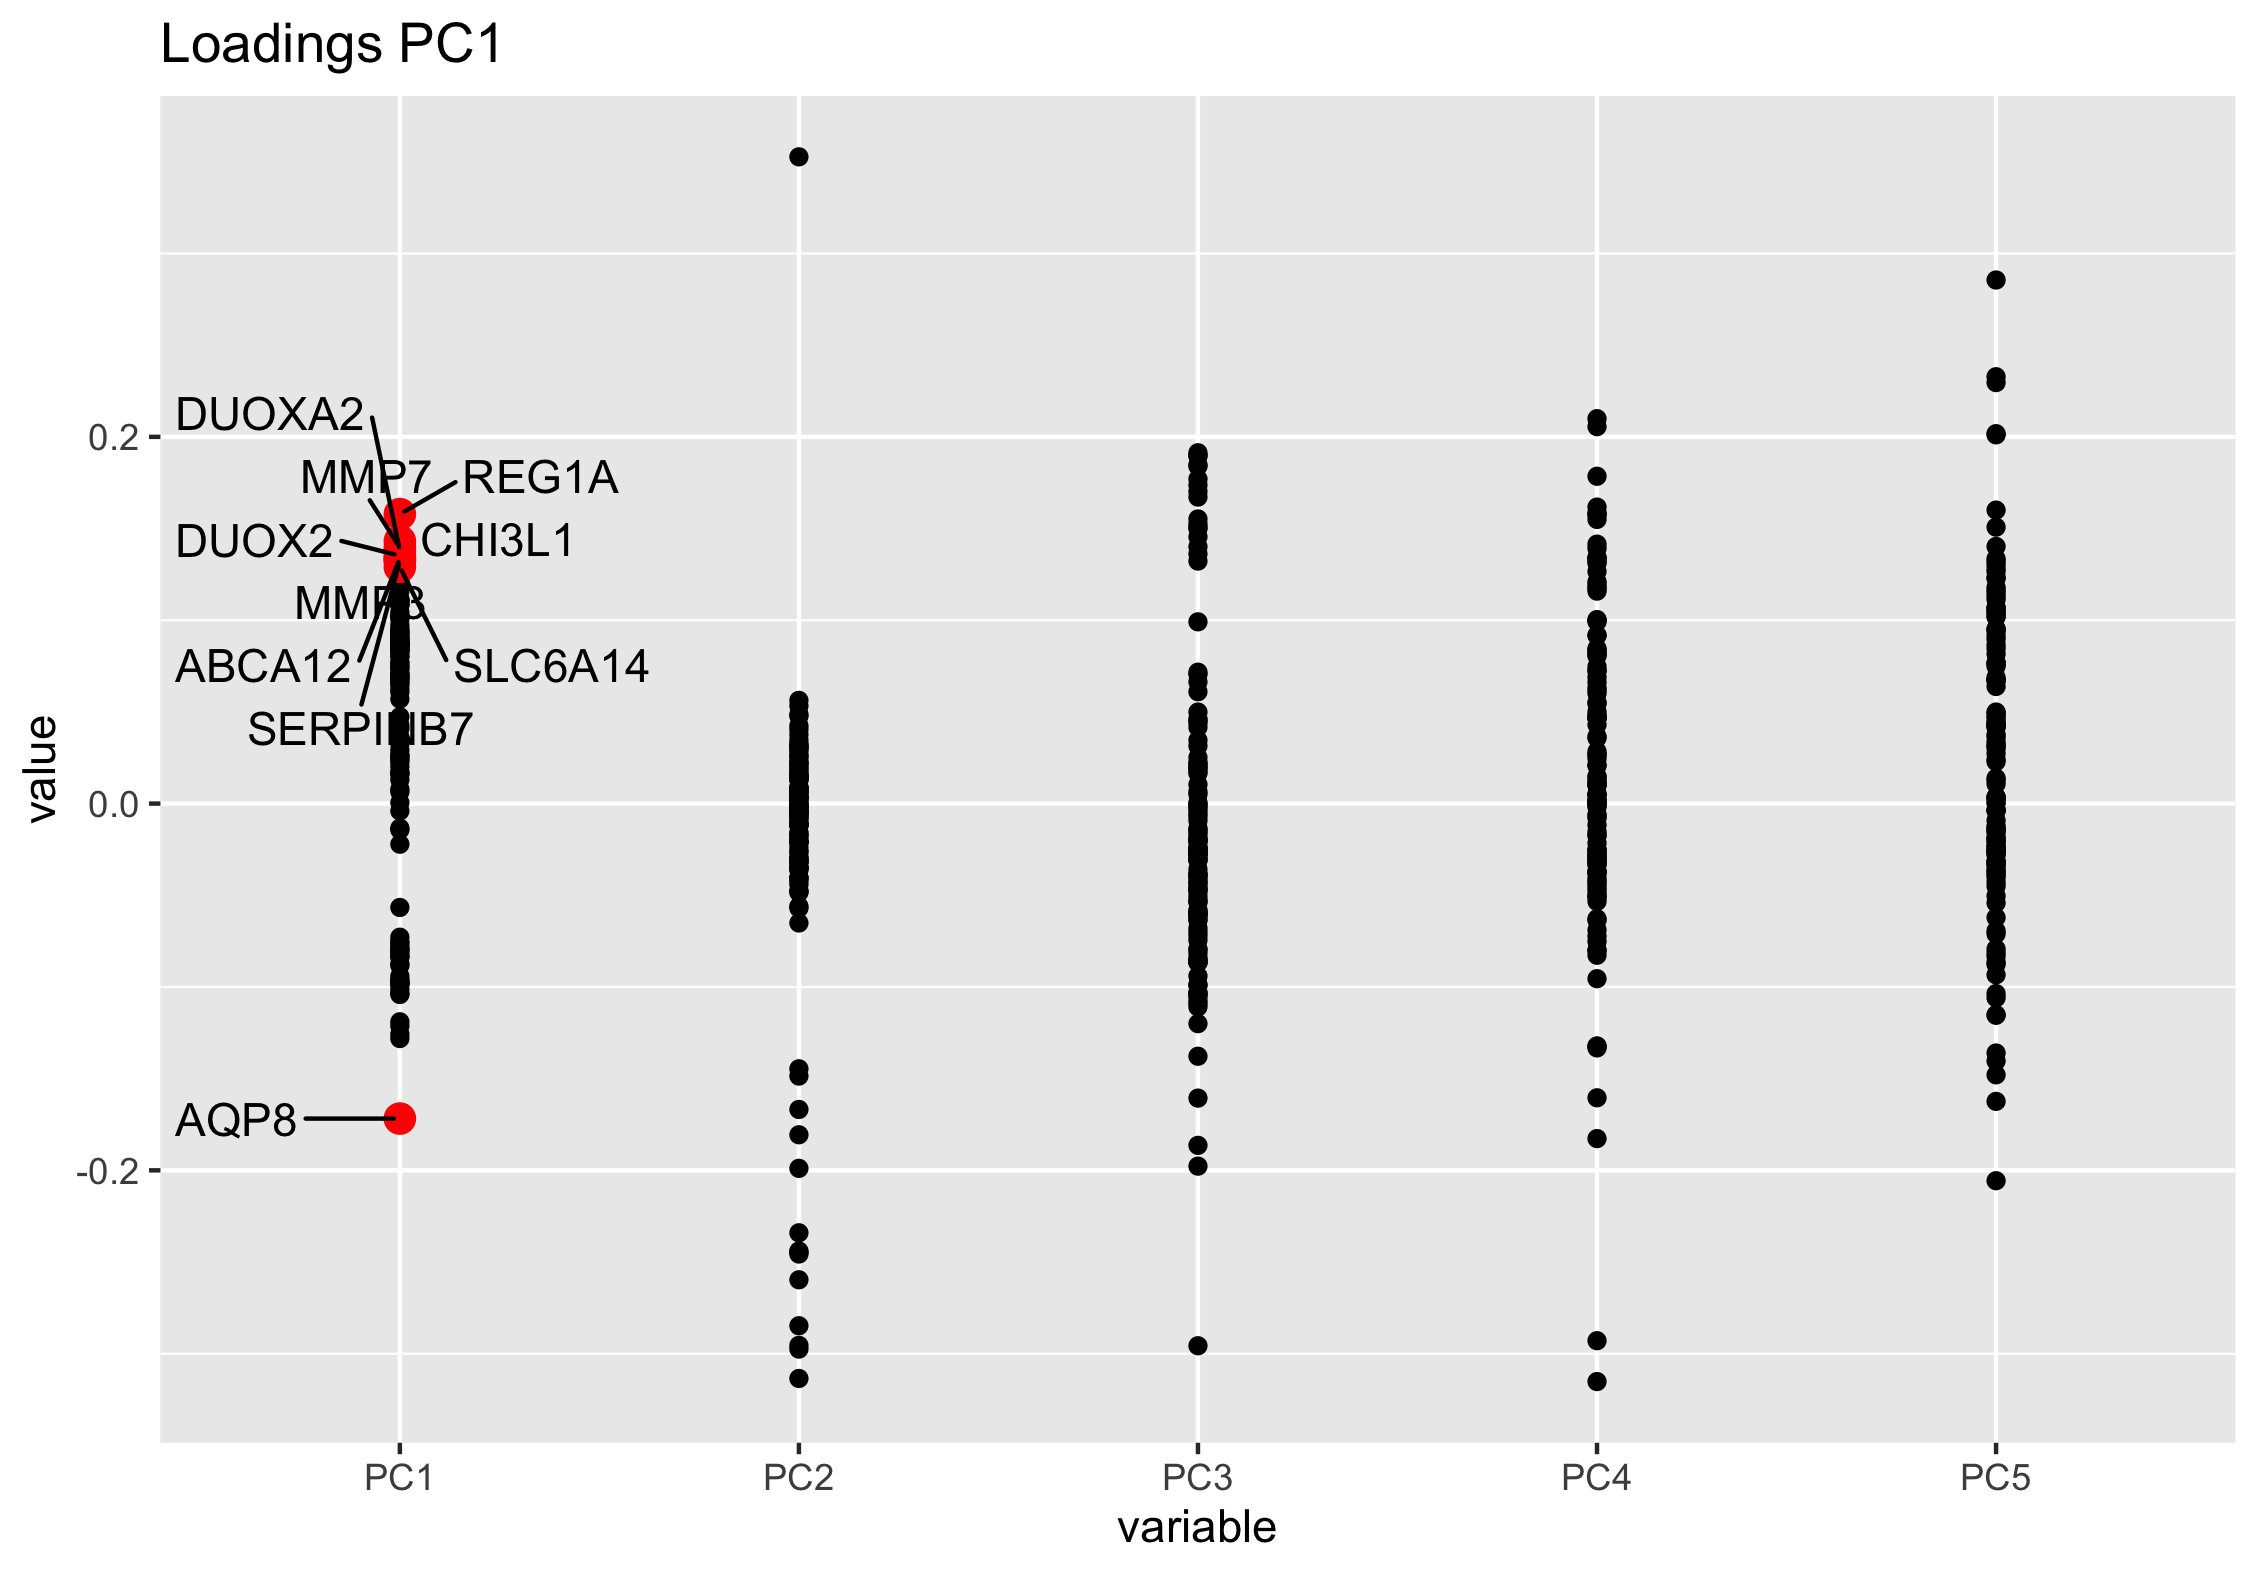 Loadings PC1
value
0.2
0.0
-0.2
DUOXA2
MMP7
REG1A
DUOX2
CHI3L1
MMP3
ABCA12
SLC6A14
SERPINB7
AQP8
PC1
PC2
PC3
PC4
PC5
variable